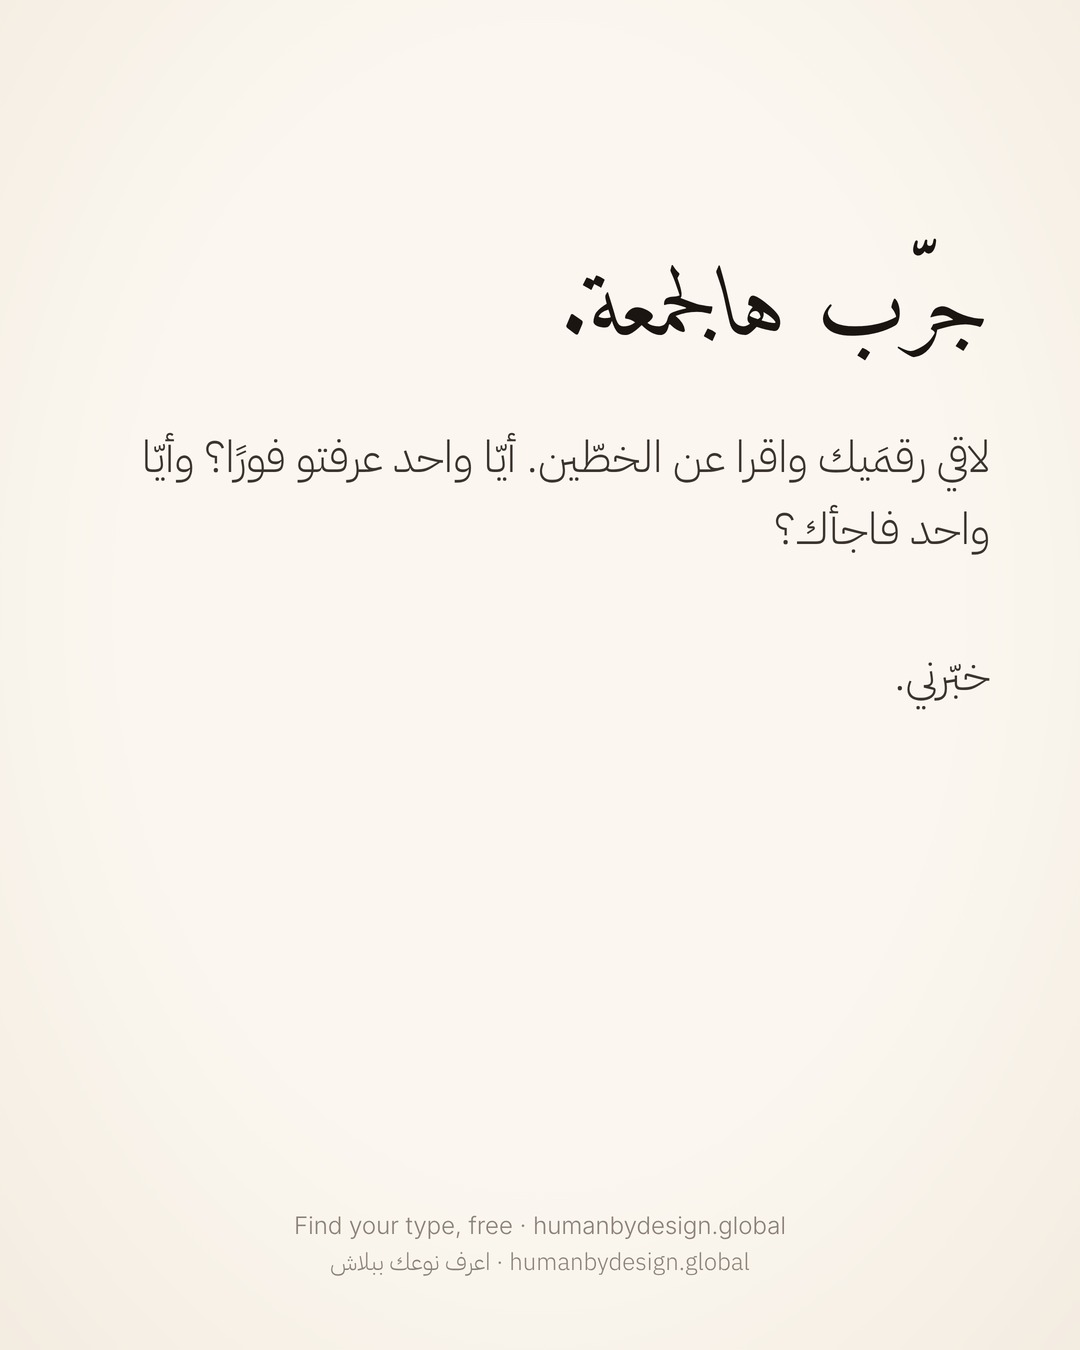 جرّب هالجمعة.
لاقي رقمَيك واقرا عن الخطّين. أيّا واحد عرفتو فورًا؟ وأيّا
واحد فاجأك؟
خبّرني.
Find your type, free · humanbydesign.global
اعرف نوعك ببلاش · humanbydesign.global